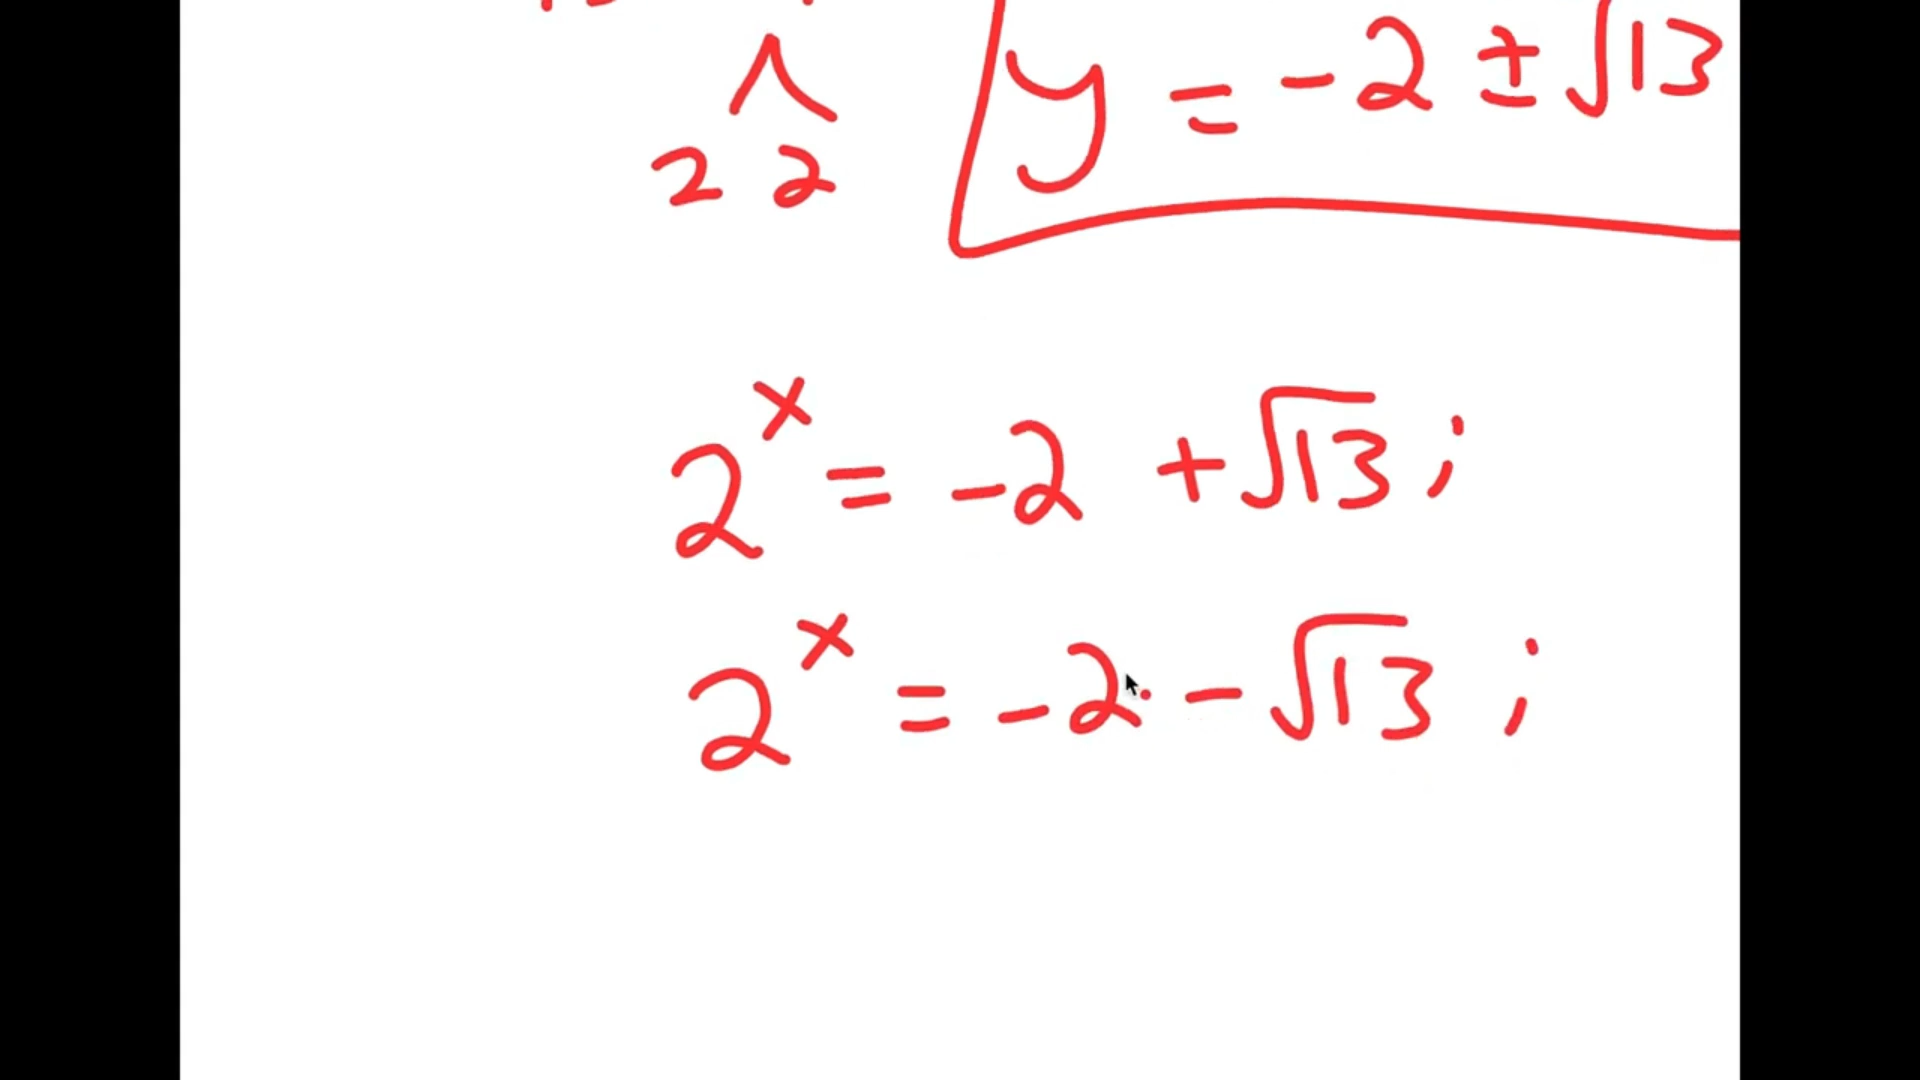 y = -2 ± √13
2 2
2^x = -2 + √13 i
2^x = -2 - √13 i